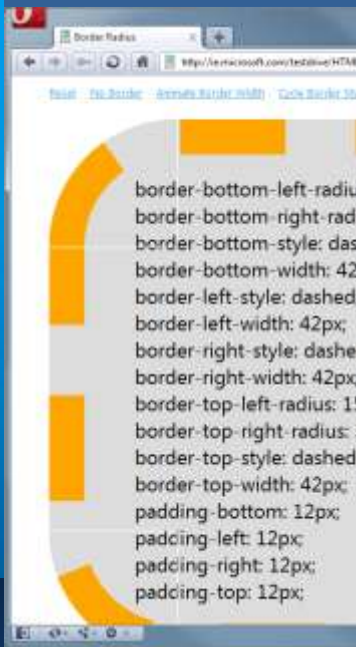 Border Radius
http://ie.microsoft.com/testdrive/HTML
Reset No Border Animate Border Width Cycle Border St
border-bottom-left-radiu
border-bottom-right-rad
border-bottom-style: das
border-bottom-width: 42
border-left-style: dashed
border-left-width: 42px;
border-right-style: dashe
border-right-width: 42px;
border-top-left-radius: 1
border-top-right-radius:
border-top-style: dashed
border-top-width: 42px;
padding-bottom: 12px;
padding-left: 12px;
padding-right: 12px;
padding-top: 12px;